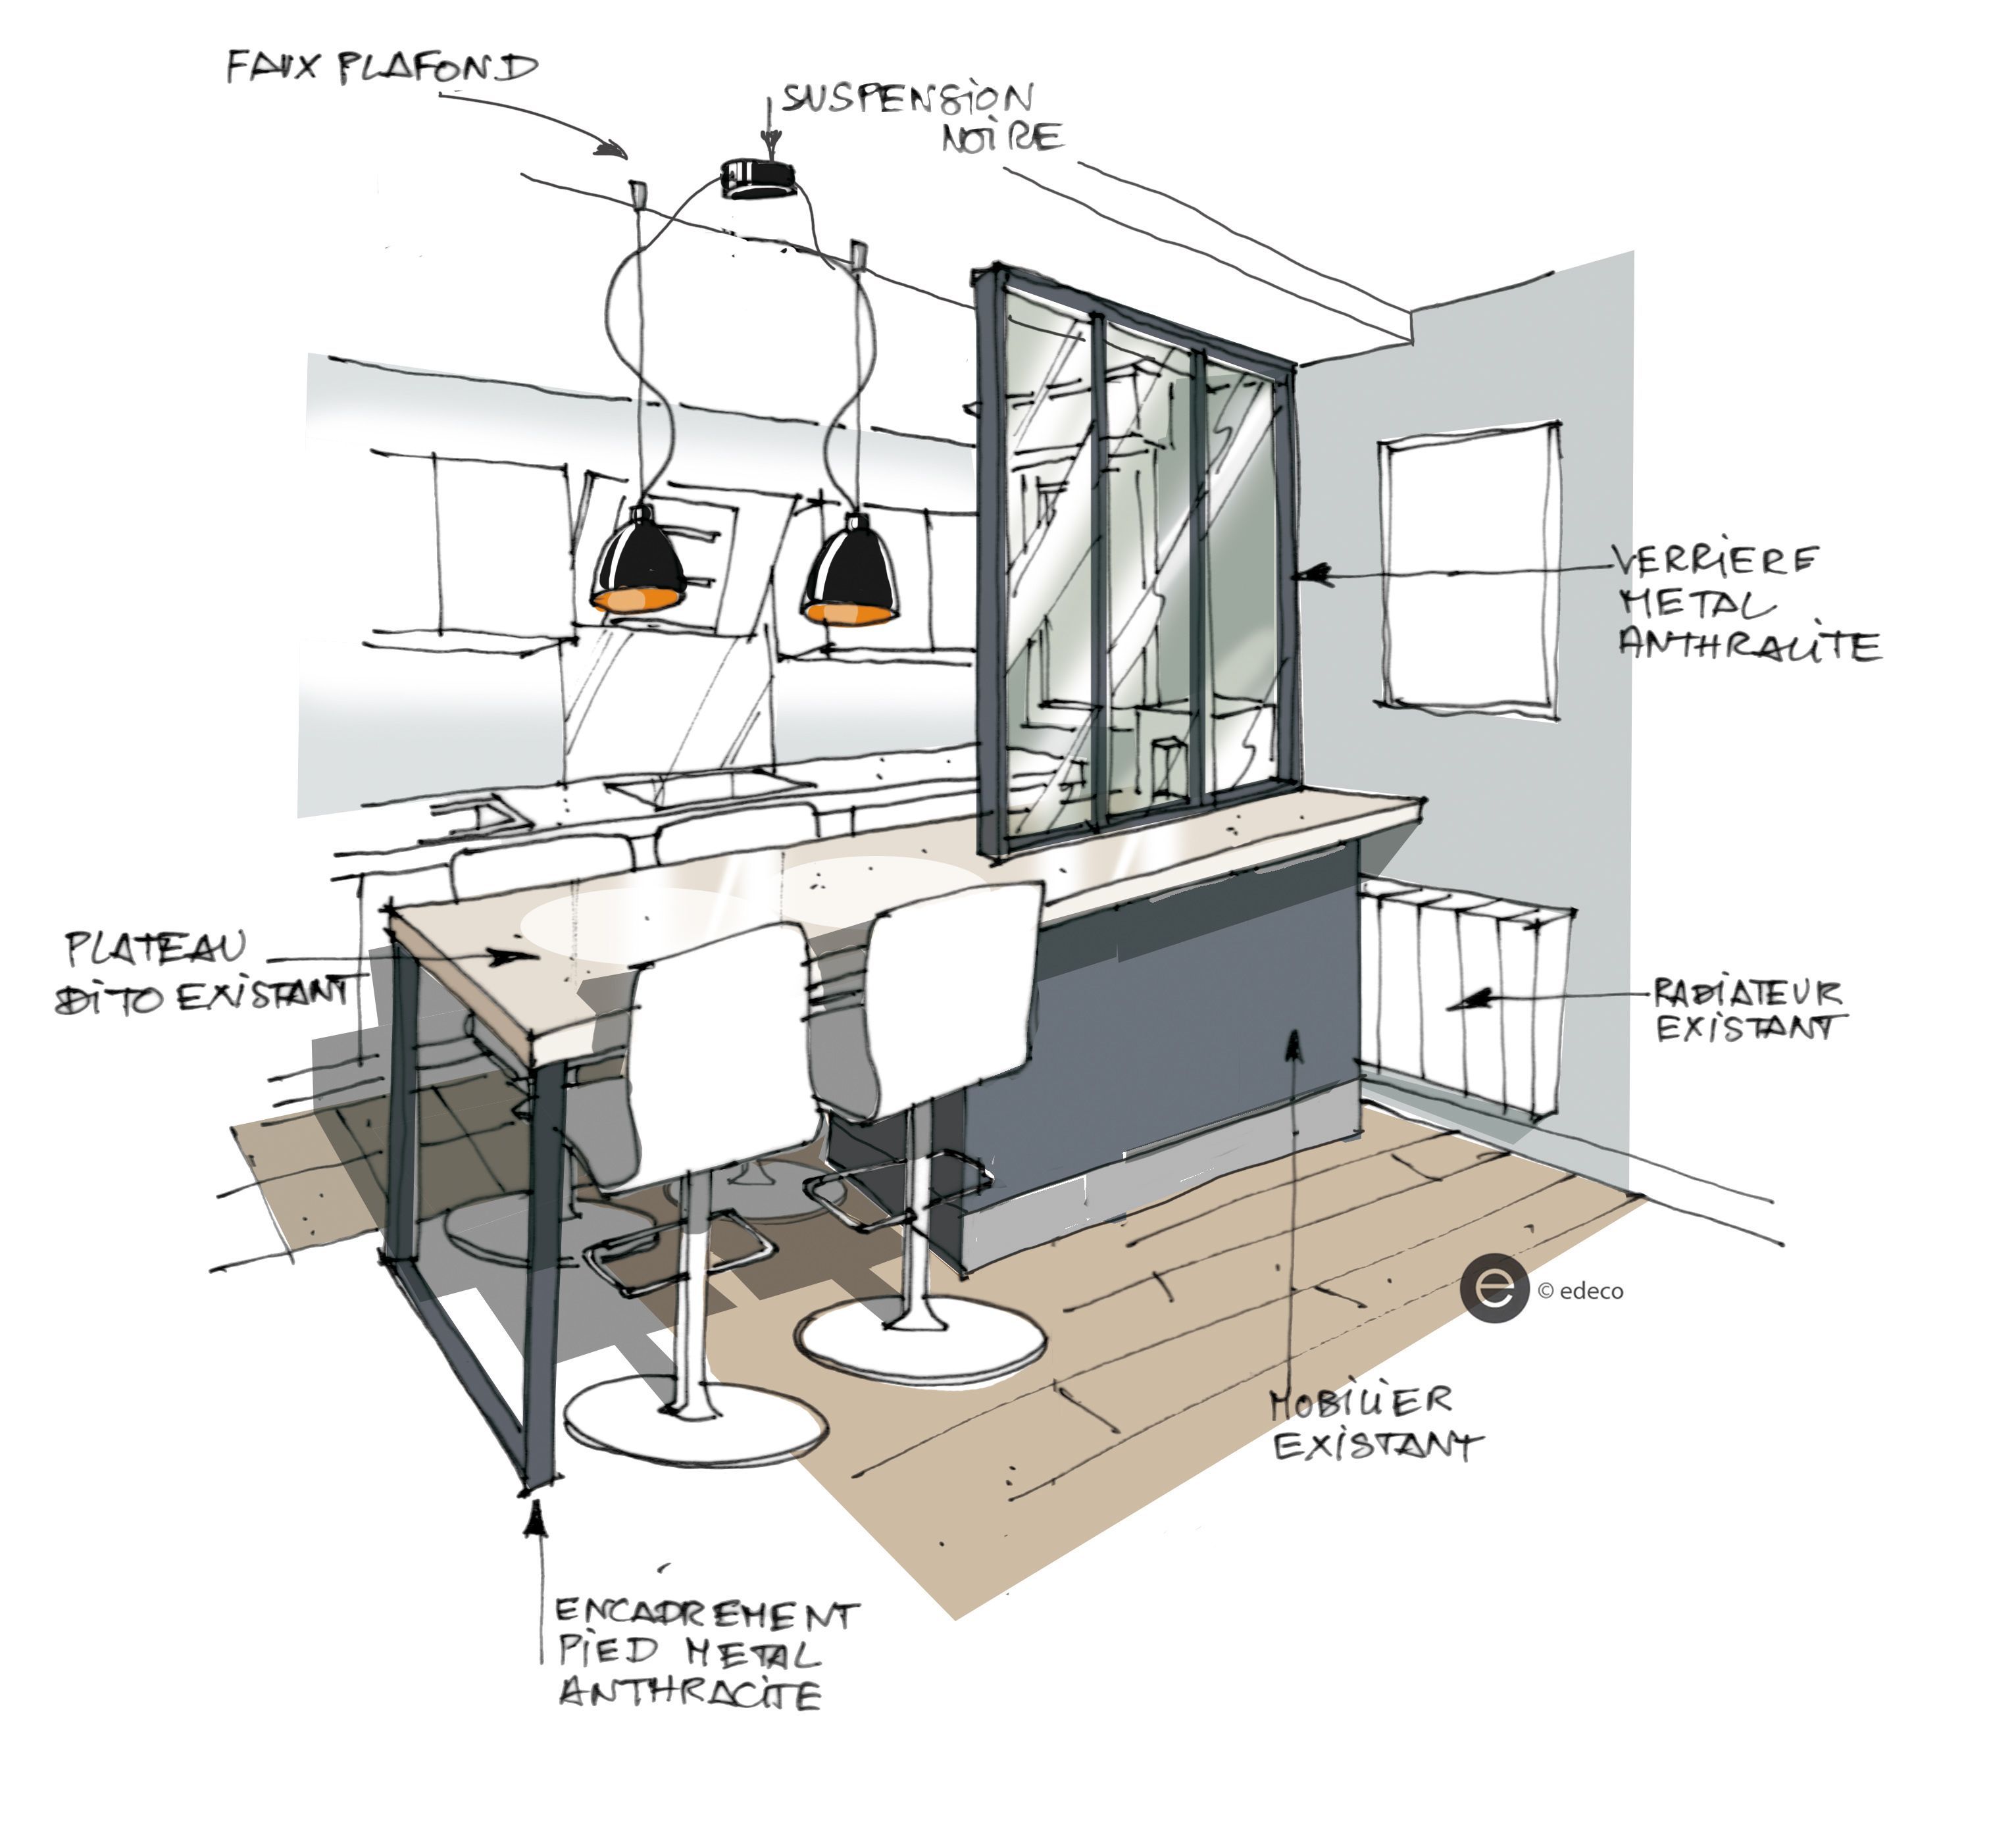 FAUX PLAFOND
SUSPENSION
NOIRE
VERRIERE
METAL
ANTHRACITE
PLATEAU
DITO EXISTANT
RADIATEUR
EXISTANT
e © edeco
MOBILIER
EXISTANT
ENCADREMENT
PIED METAL
ANTHRACITE